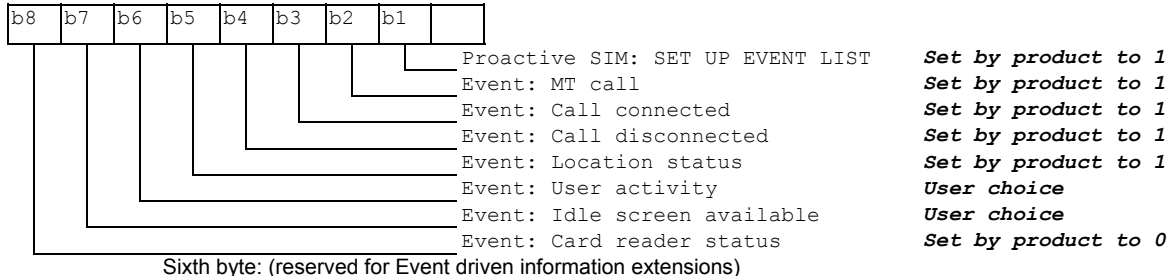 b8 b7 b6 b5 b4 b3 b2 b1
Proactive SIM: SET UP EVENT LIST Set by product to 1
Event: MT call Set by product to 1
Event: Call connected Set by product to 1
Event: Call disconnected Set by product to 1
Event: Location status Set by product to 1
Event: User activity User choice
Event: Idle screen available User choice
Event: Card reader status Set by product to 0
Sixth byte: (reserved for Event driven information extensions)